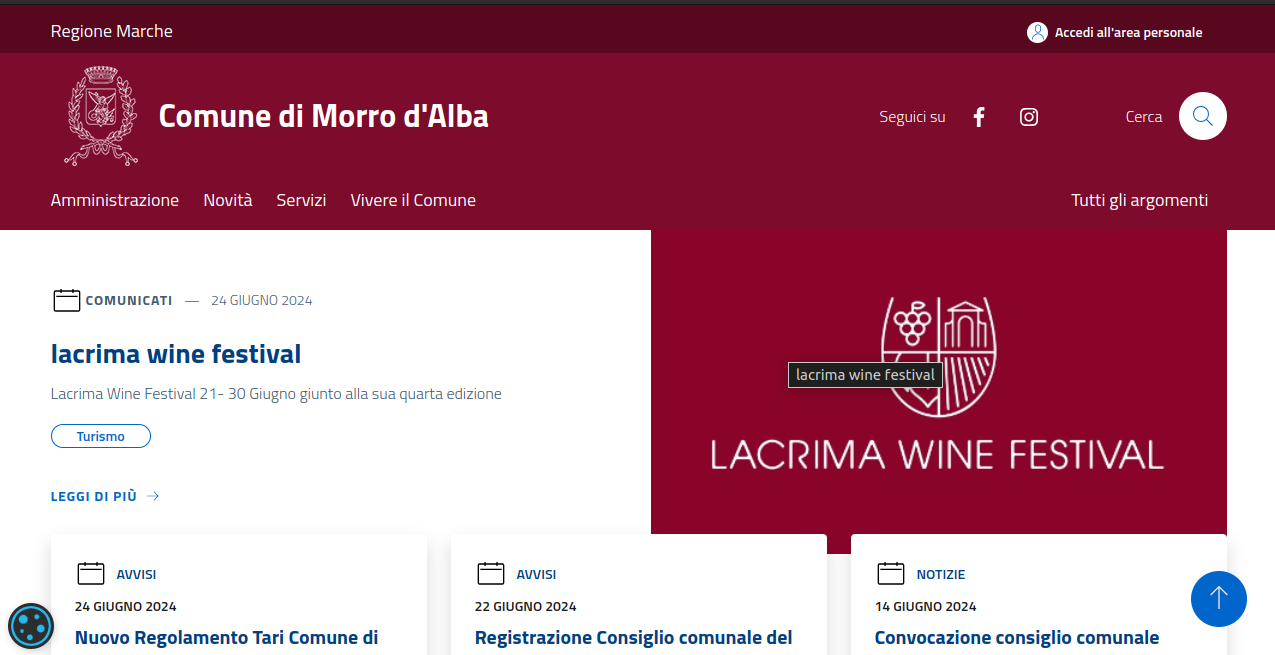 Regione Marche
Accedi all'area personale
Comune di Morro d'Alba
Seguici su
Cerca
Amministrazione Novità Servizi Vivere il Comune Tutti gli argomenti
COMUNICATI — 24 GIUGNO 2024
lacrima wine festival
Lacrima Wine Festival 21- 30 Giugno giunto alla sua quarta edizione
Turismo
LEGGI DI PIÙ
lacrima wine festival
LACRIMA WINE FESTIVAL
AVVISI
24 GIUGNO 2024
Nuovo Regolamento Tari Comune di
AVVISI
22 GIUGNO 2024
Registrazione Consiglio comunale del
NOTIZIE
14 GIUGNO 2024
Convocazione consiglio comunale